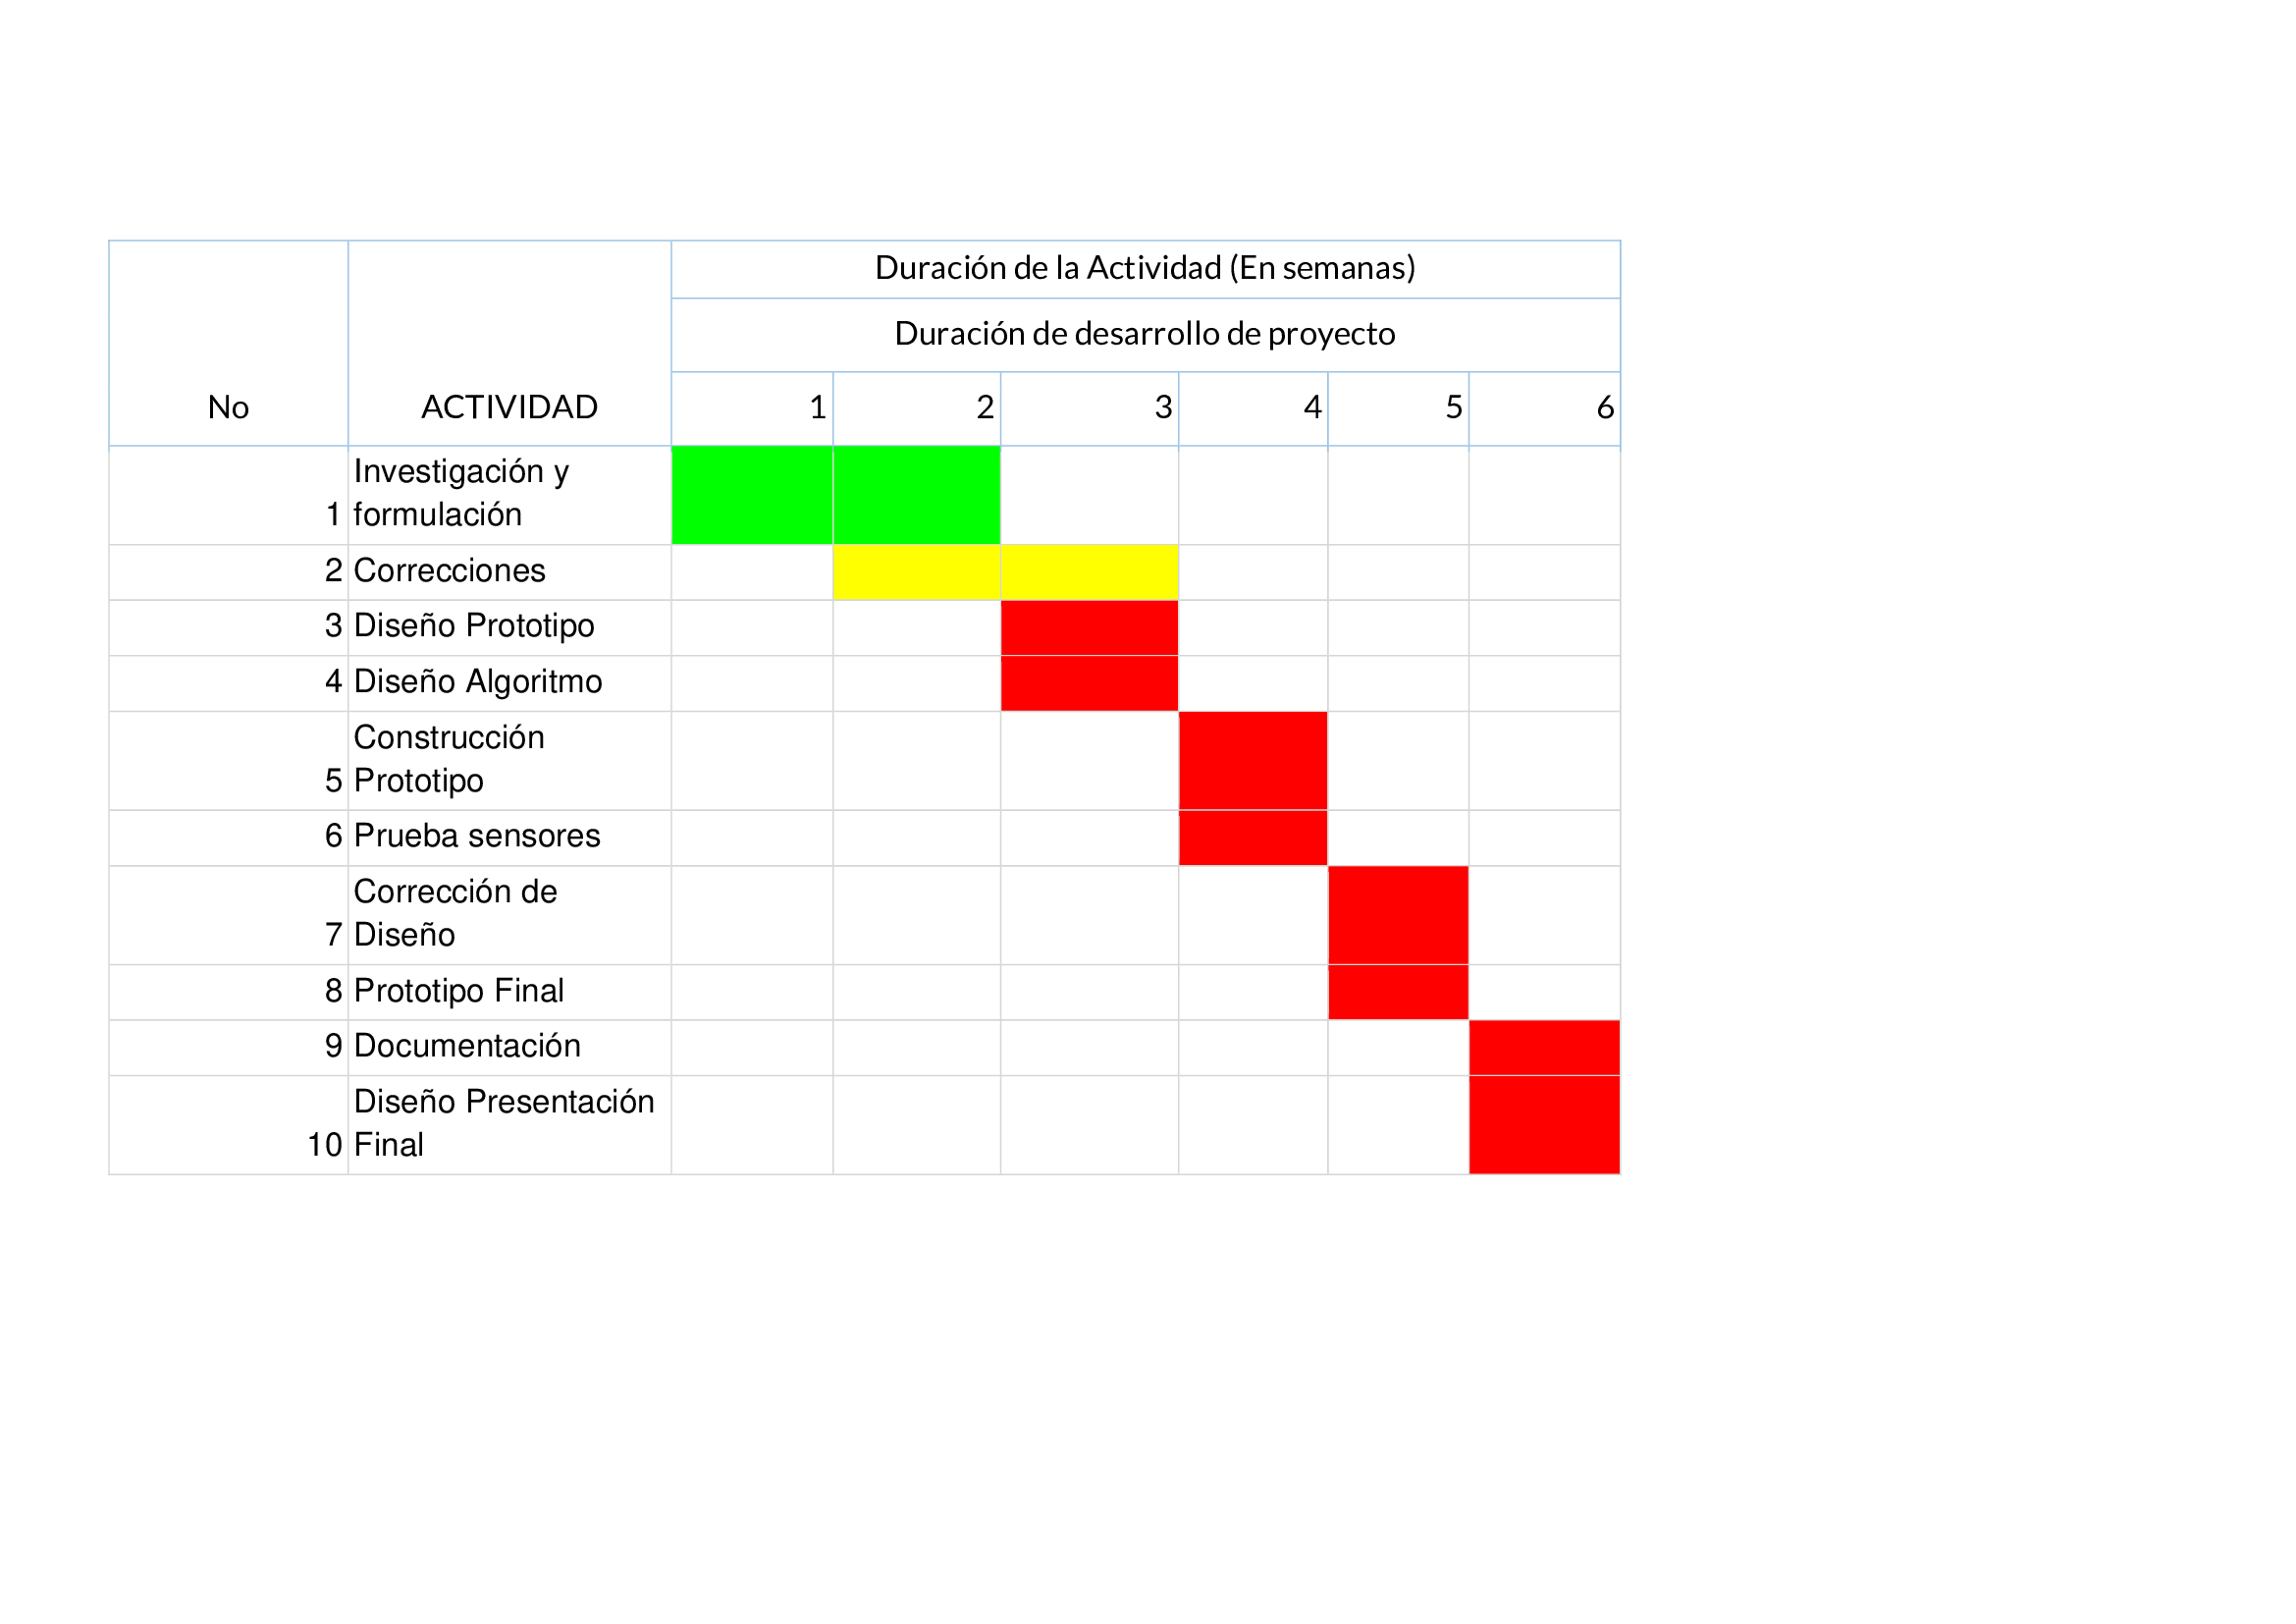 Duración de la Actividad (En semanas)
Duración de desarrollo de proyecto
No ACTIVIDAD 1 2 3 4 5 6
Investigación y
1 formulación
2 Correcciones
3 Diseño Prototipo
4 Diseño Algoritmo
Construcción
5 Prototipo
6 Prueba sensores
Corrección de
7 Diseño
8 Prototipo Final
9 Documentación
Diseño Presentación
10 Final